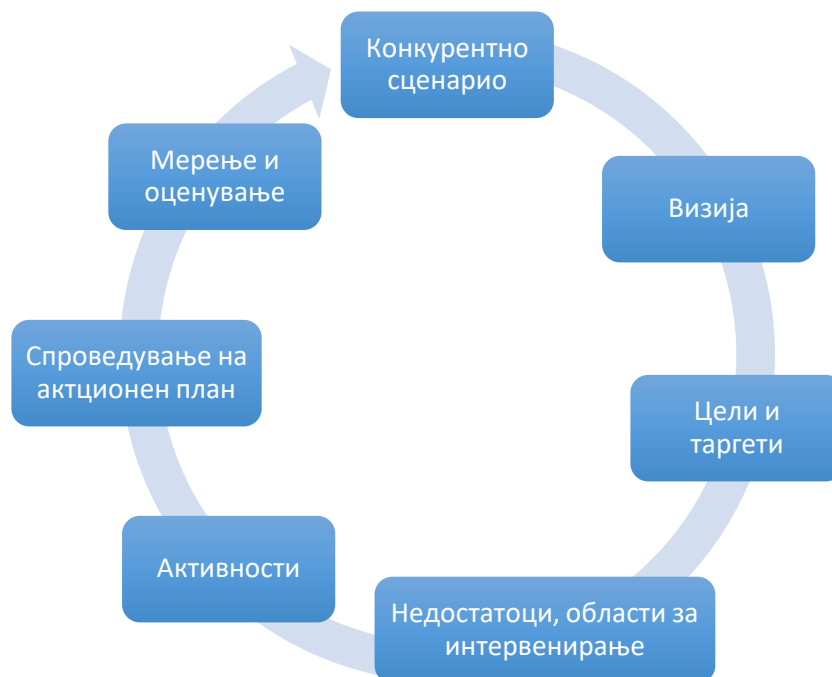 Конкурентно
сценарио
Визија
Цели и
таргети
Недостатоци, области за
интервенирање
Активности
Спроведување на
актционен план
Мерење и
оценување